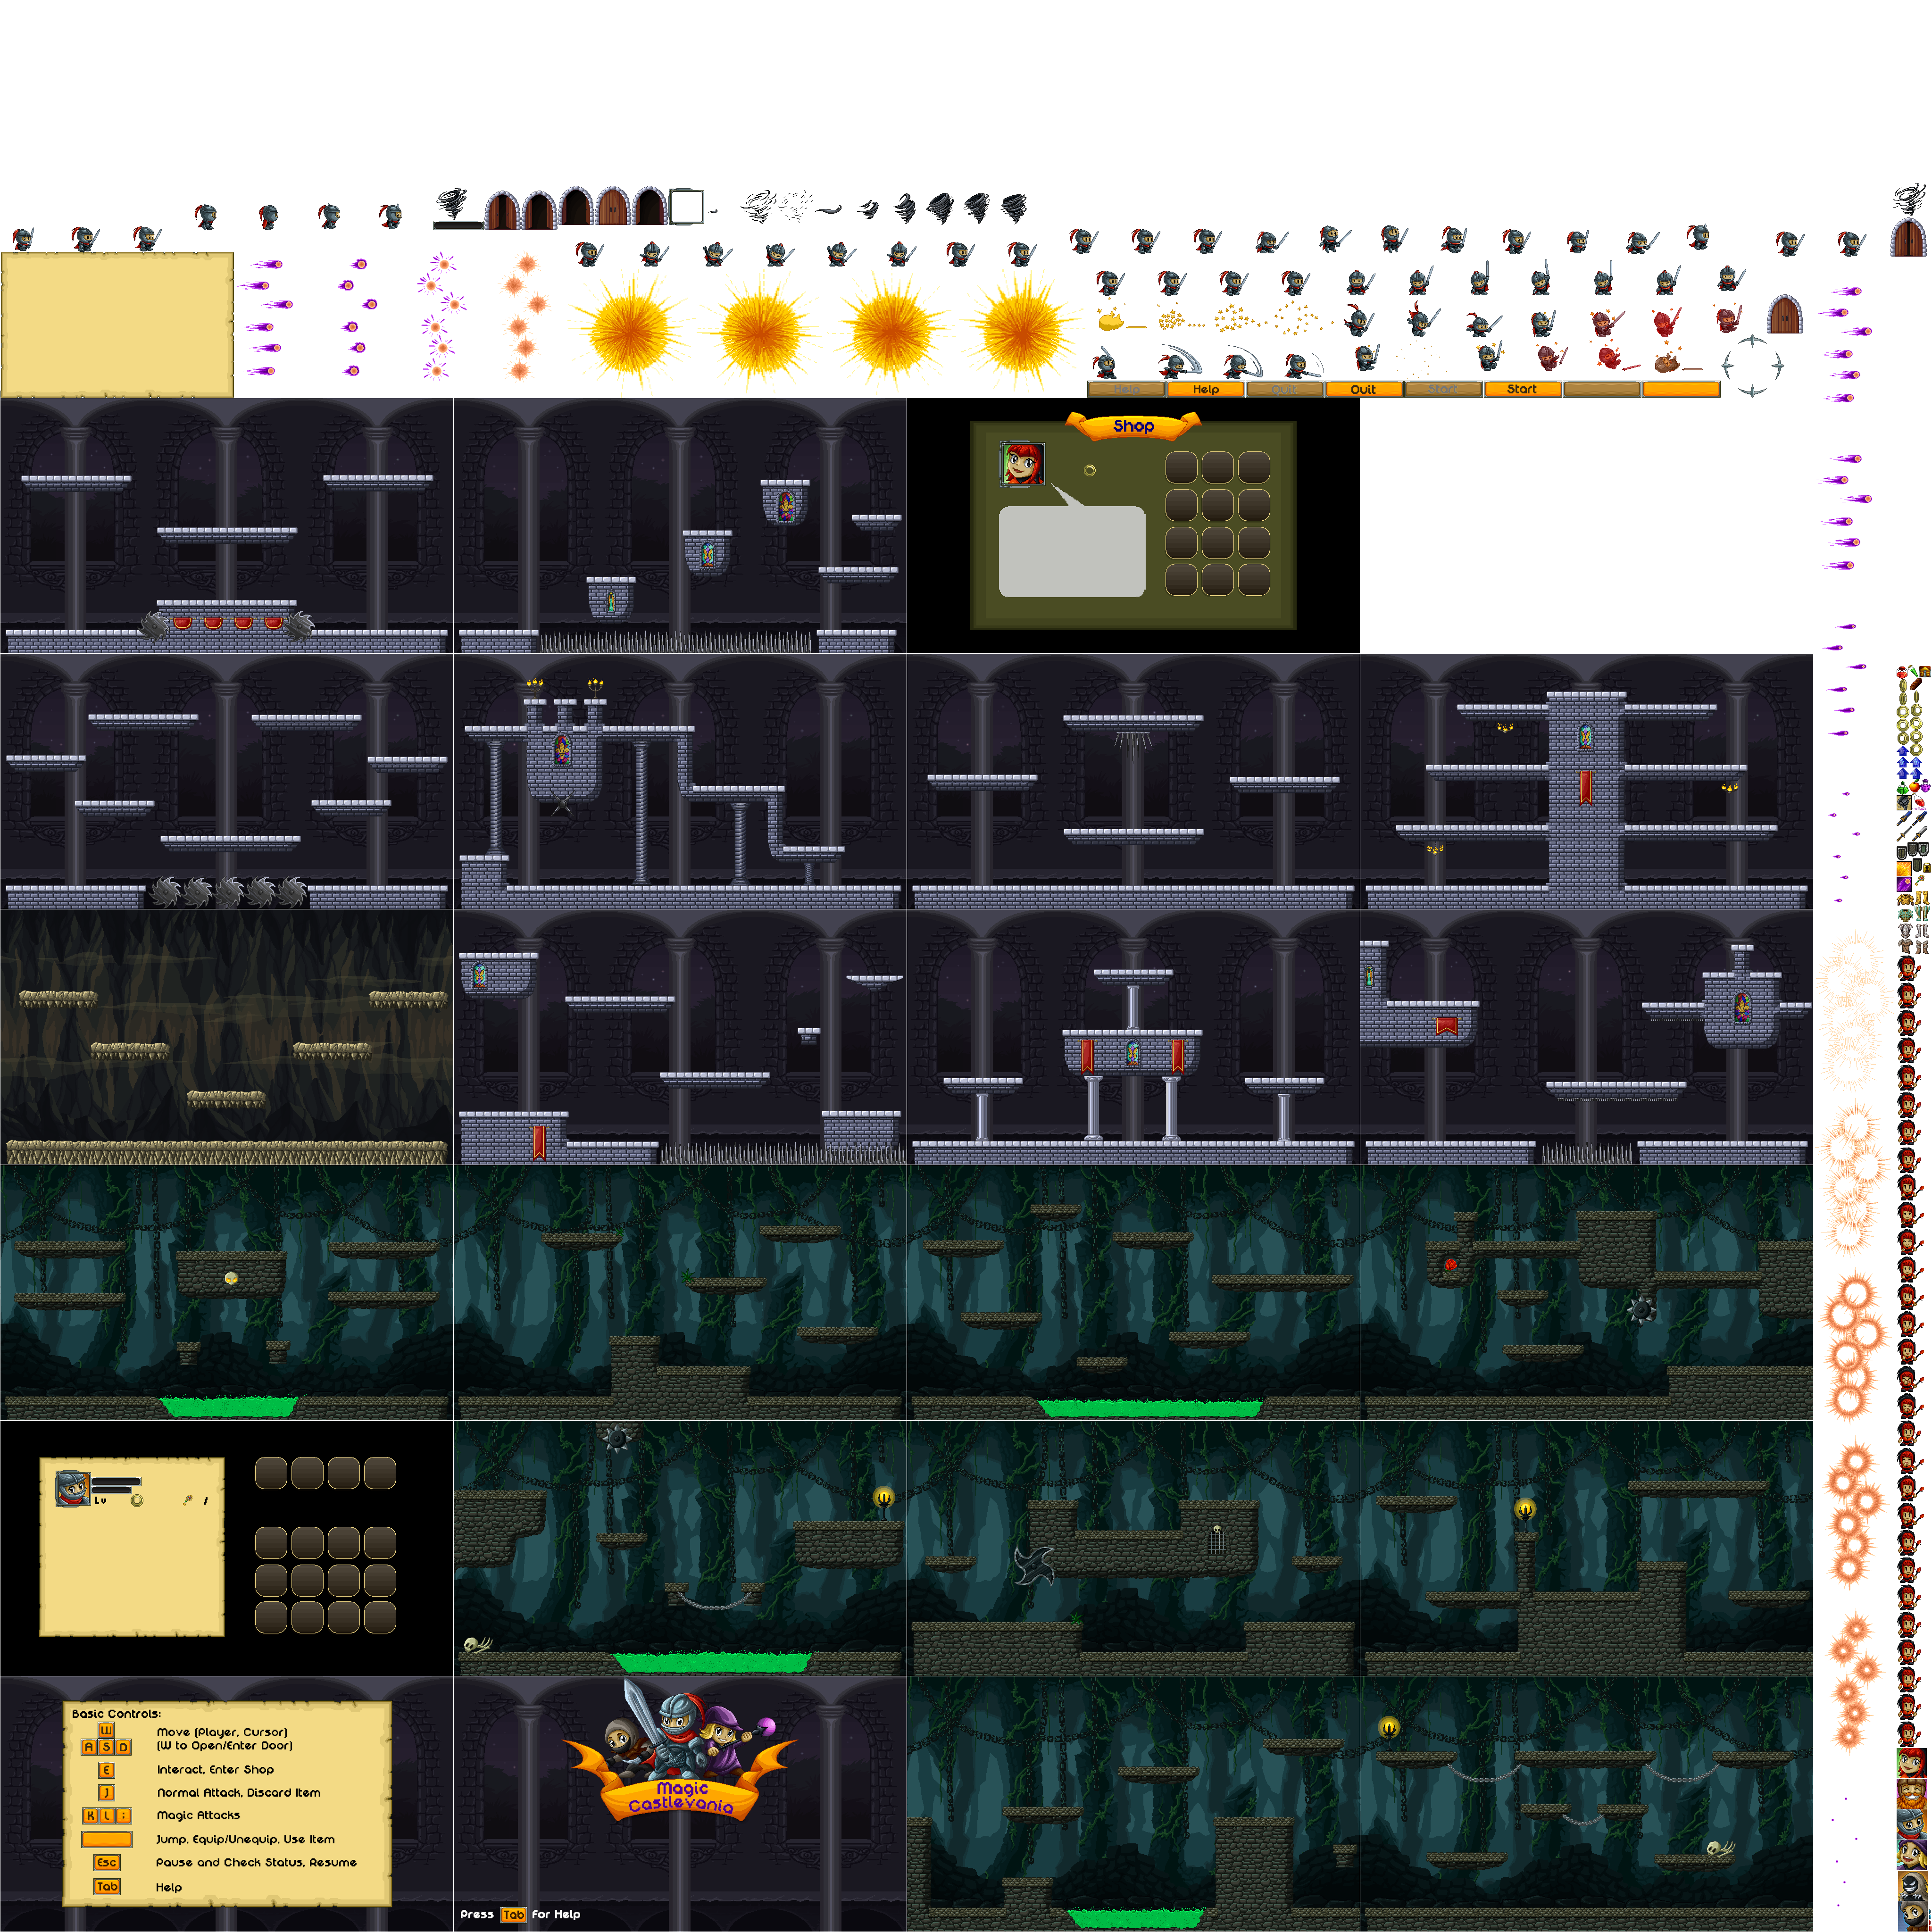 Help Help Quit Quit Start Start
Shop
Lv
/
Basic Controls:
W
A S D
Move (Player, Cursor)
(W to Open/Enter Door)
E
Interact, Enter Shop
J
Normal Attack, Discard Item
K L ;
Magic Attacks
Jump, Equip/Unequip, Use Item
Esc
Pause and Check Status, Resume
Tab
Help
Magic
Castlevania
Press Tab For Help